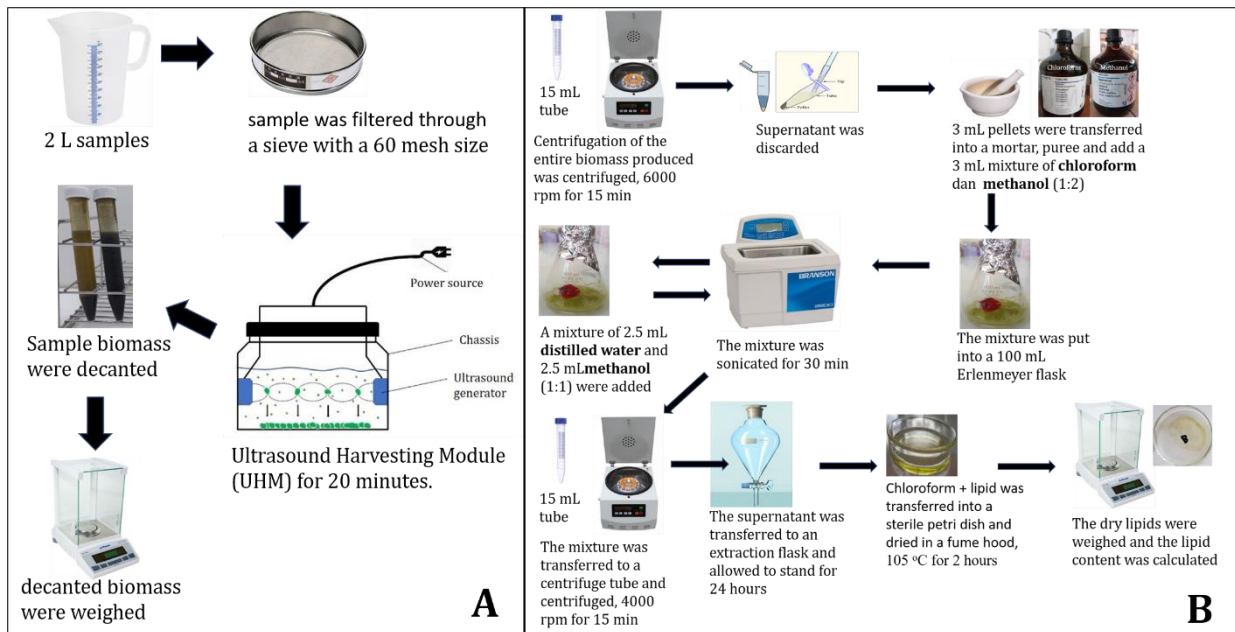 2 L samples
sample was filtered through
a sieve with a 60 mesh size
Power source
Chassis
Ultrasound
generator
Ultrasound Harvesting Module
(UHM) for 20 minutes.
Sample biomass
were decanted
decanted biomass
were weighed
A
15 mL
tube
Centrifugation of the
entire biomass produced
was centrifuged, 6000
rpm for 15 min
Supernatant was
discarded
Chloroform
Methanol
3 mL pellets were transferred
into a mortar, puree and add a
3 mL mixture of chloroform
dan methanol (1:2)
The mixture was put
into a 100 mL
Erlenmeyer flask
BRANSON
The mixture was
sonicated for 30 min
A mixture of 2.5 mL
distilled water and
2.5 mLmethanol
(1:1) were added
15 mL
tube
The mixture was
transferred to a
centrifuge tube and
centrifuged, 4000
rpm for 15 min
The supernatant was
transferred to an
extraction flask and
allowed to stand for
24 hours
Chloroform + lipid was
transferred into a
sterile petri dish and
dried in a fume hood,
105 °C for 2 hours
The dry lipids were
weighed and the lipid
content was calculated
B